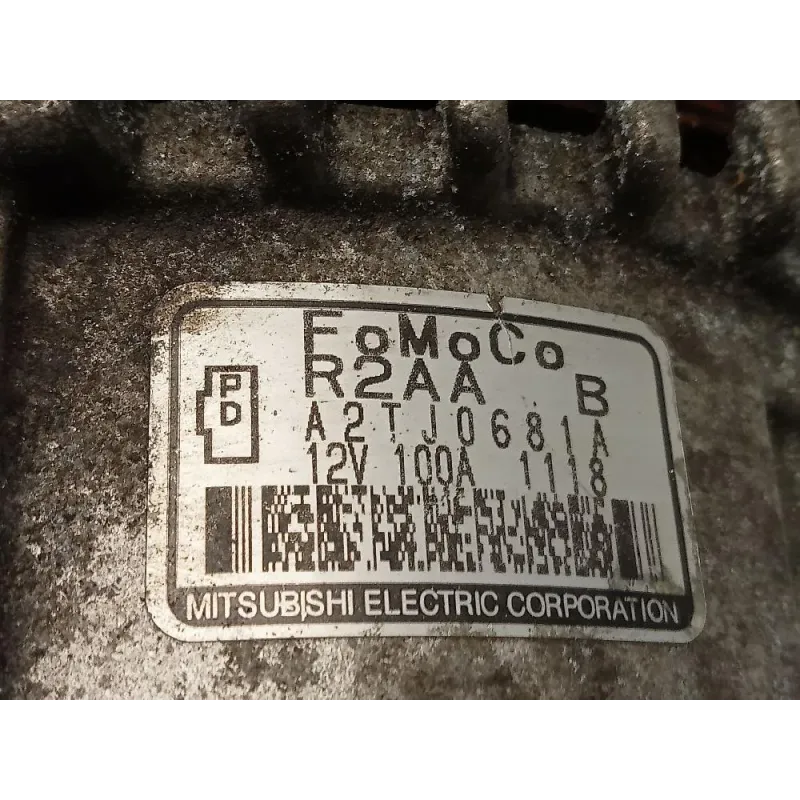 FoMoCo
R2AA B
A2TJ0681A
12V 100A 1118
P
D
MITSUBISHI ELECTRIC CORPORATION